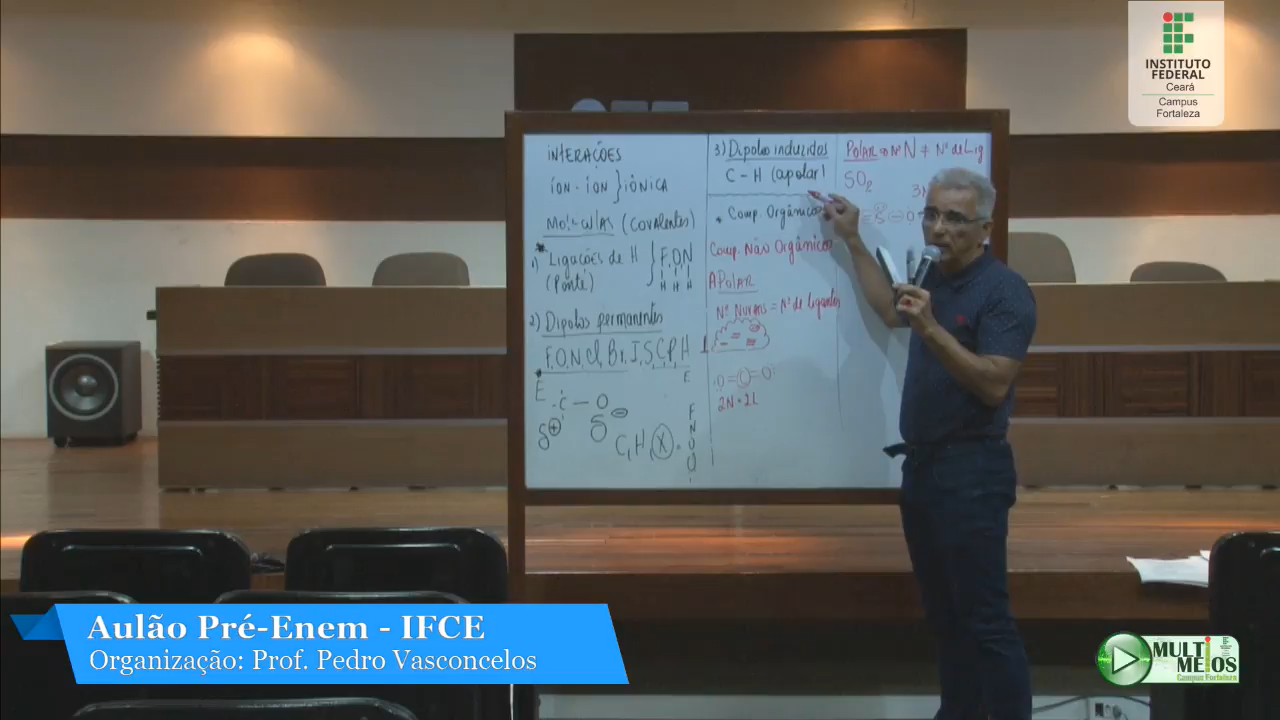 INTERAÇÕES
ÍON - ÍON } IÔNICA
MOLÉCULAS (COVALENTES)
1) Ligações de H } F, O, N
(Ponte)
H H H
2) Dipolos permanentes
F, O, N, Cl, Br, I, S, C, P, H
E
E
C — O
δ⊕ δ⊖
C, H, X =
F
N
O
3) Dipolos induzidos
C - H (apolar)
* Comp. Orgânicos
Comp. Não Orgânicos
APOLAR
Nº Nuvens = Nº de Ligantes
O = C = O
2N = 2L
POLAR => Nº N ≠ Nº de Lig
SO2
= S — O
INSTITUTO
FEDERAL
Ceará
Campus
Fortaleza
Aulão Pré-Enem - IFCE
Organização: Prof. Pedro Vasconcelos
MULTI
MEIOS
Campus Fortaleza